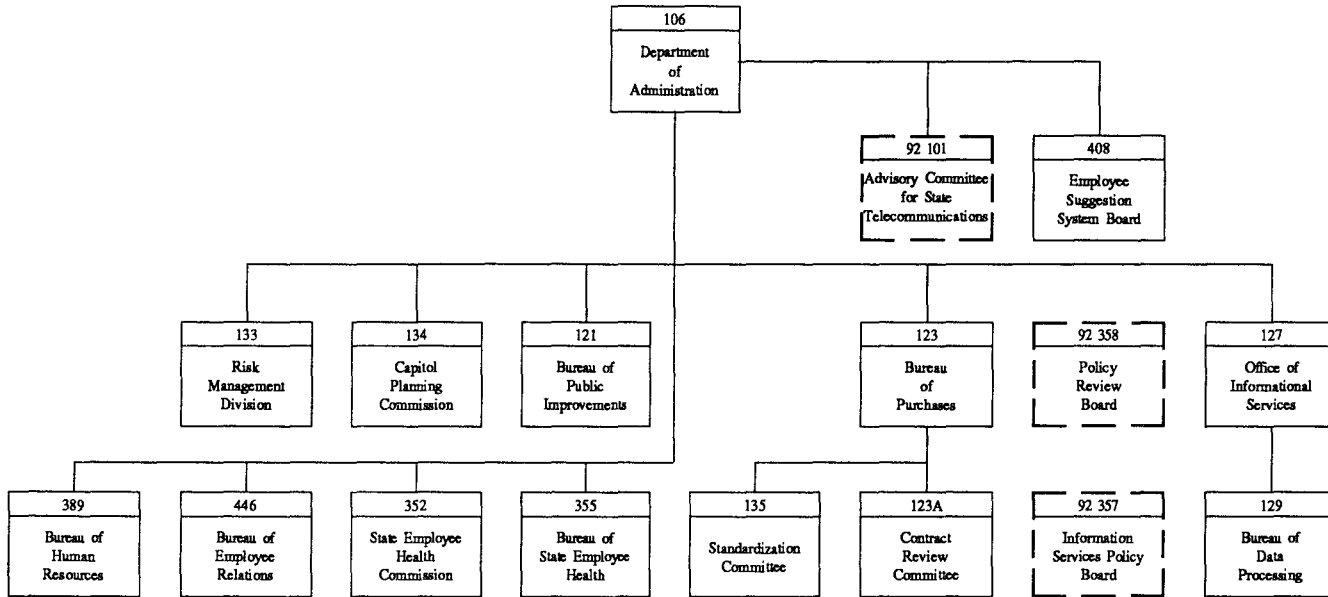 106
Department
of
Administration
92 101
Advisory Committee
for State
Telecommunications
408
Employee
Suggestion
System Board
133
Risk
Management
Division
134
Capitol
Planning
Commission
121
Bureau of
Public
Improvements
123
Bureau
of
Purchases
92 358
Policy
Review
Board
127
Office of
Informational
Services
389
Bureau of
Human
Resources
446
Bureau of
Employee
Relations
352
State Employee
Health
Commission
355
Bureau of
State Employee
Health
135
Standardization
Committee
123A
Contract
Review
Committee
92 357
Information
Services Policy
Board
129
Bureau of
Data
Processing